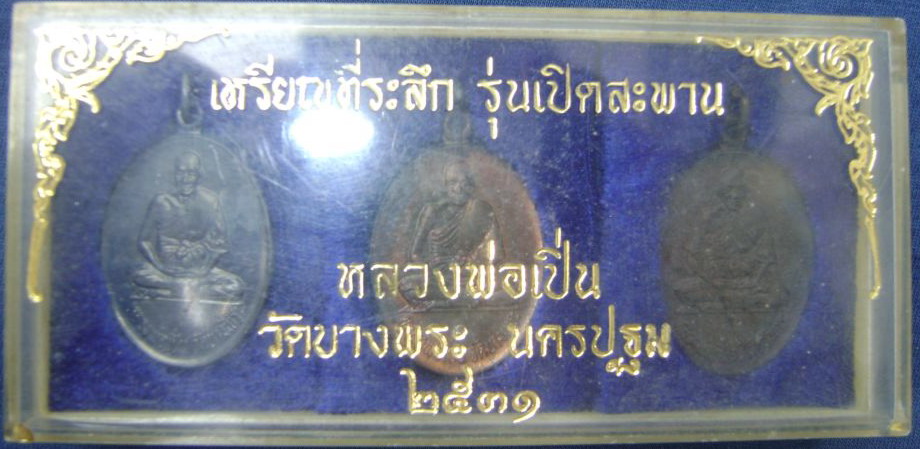 เหรียญที่ระลึก รุ่นเปิดสะพาน
หลวงพ่อเปิ่น
วัดบางพระ นครปฐม
๒๕๓๑